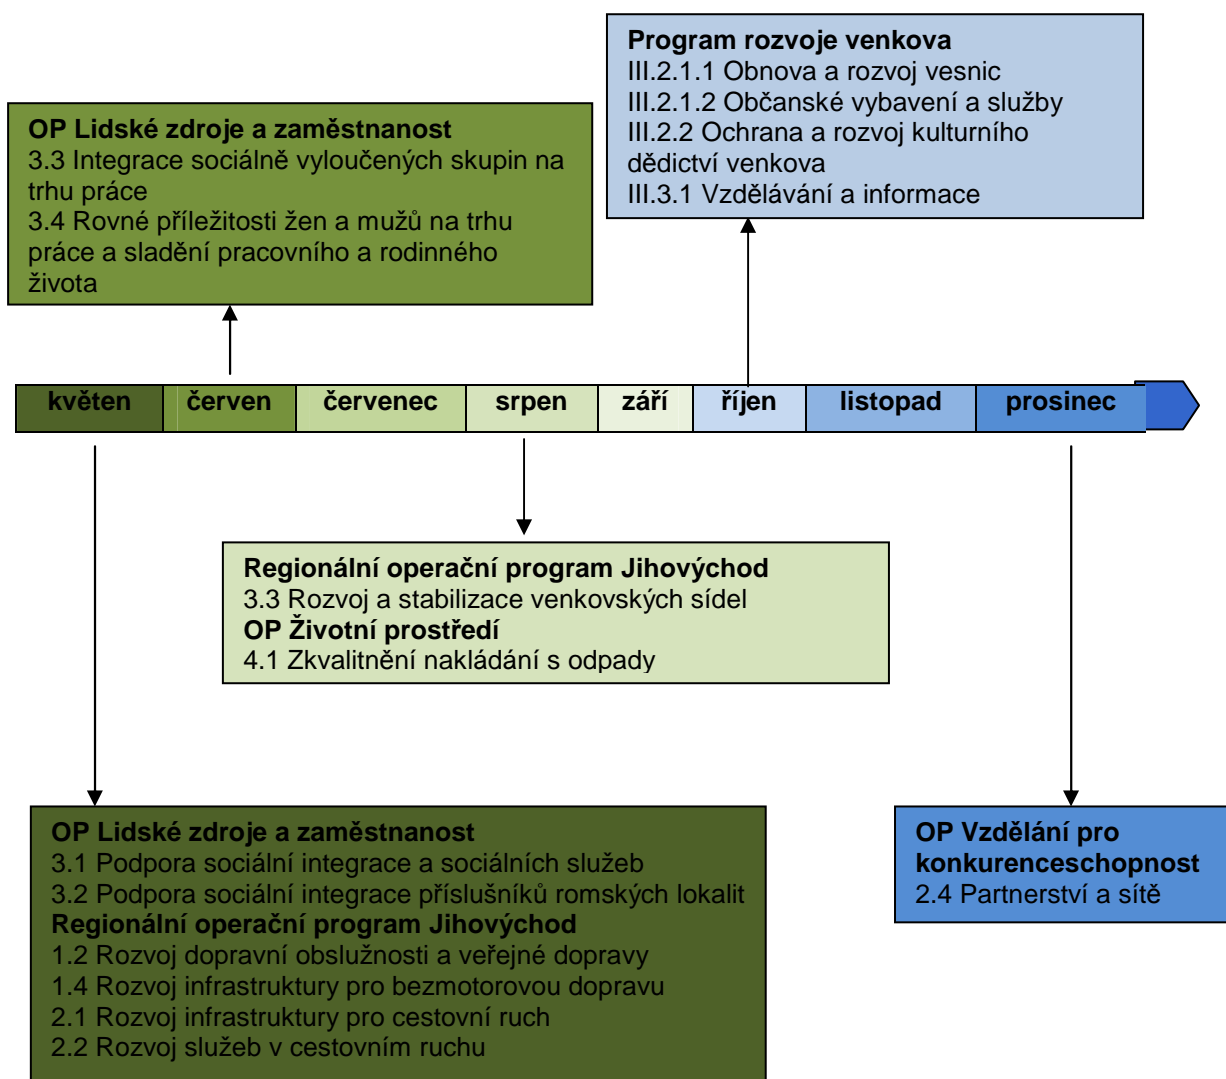 Program rozvoje venkova
III.2.1.1 Obnova a rozvoj vesnic
III.2.1.2 Občanské vybavení a služby
III.2.2 Ochrana a rozvoj kulturního
dědictví venkova
III.3.1 Vzdělávání a informace
OP Lidské zdroje a zaměstnanost
3.3 Integrace sociálně vyloučených skupin na
trhu práce
3.4 Rovné příležitosti žen a mužů na trhu
práce a sladění pracovního a rodinného
života
květen červen červenec srpen září říjen listopad prosinec
Regionální operační program Jihovýchod
3.3 Rozvoj a stabilizace venkovských sídel
OP Životní prostředí
4.1 Zkvalitnění nakládání s odpady
OP Lidské zdroje a zaměstnanost
3.1 Podpora sociální integrace a sociálních služeb
3.2 Podpora sociální integrace příslušníků romských lokalit
Regionální operační program Jihovýchod
1.2 Rozvoj dopravní obslužnosti a veřejné dopravy
1.4 Rozvoj infrastruktury pro bezmotorovou dopravu
2.1 Rozvoj infrastruktury pro cestovní ruch
2.2 Rozvoj služeb v cestovním ruchu
OP Vzdělání pro
konkurenceschopnost
2.4 Partnerství a sítě